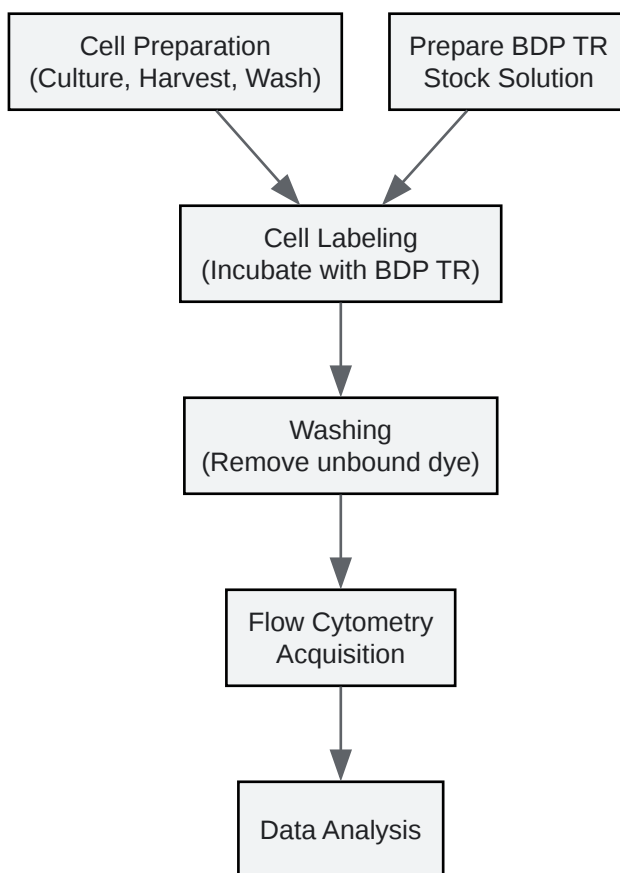 Cell Preparation
(Culture, Harvest, Wash)
Prepare BDP TR
Stock Solution
Cell Labeling
(Incubate with BDP TR)
Washing
(Remove unbound dye)
Flow Cytometry
Acquisition
Data Analysis